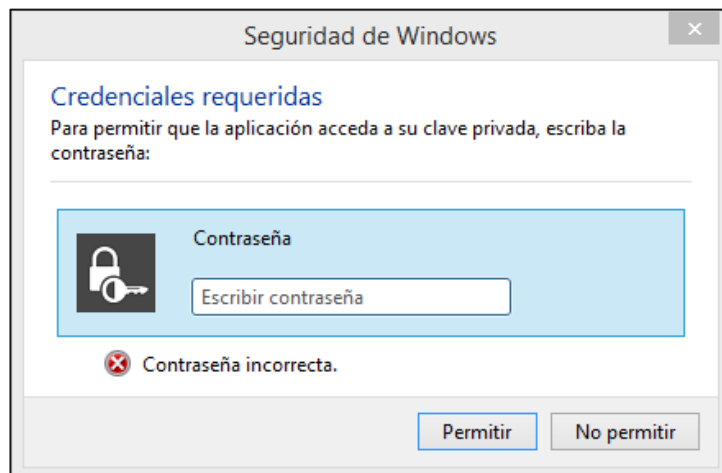 Seguridad de Windows
Credenciales requeridas
Para permitir que la aplicación acceda a su clave privada, escriba la
contraseña:
Contraseña
Escribir contraseña
Contraseña incorrecta.
Permitir
No permitir